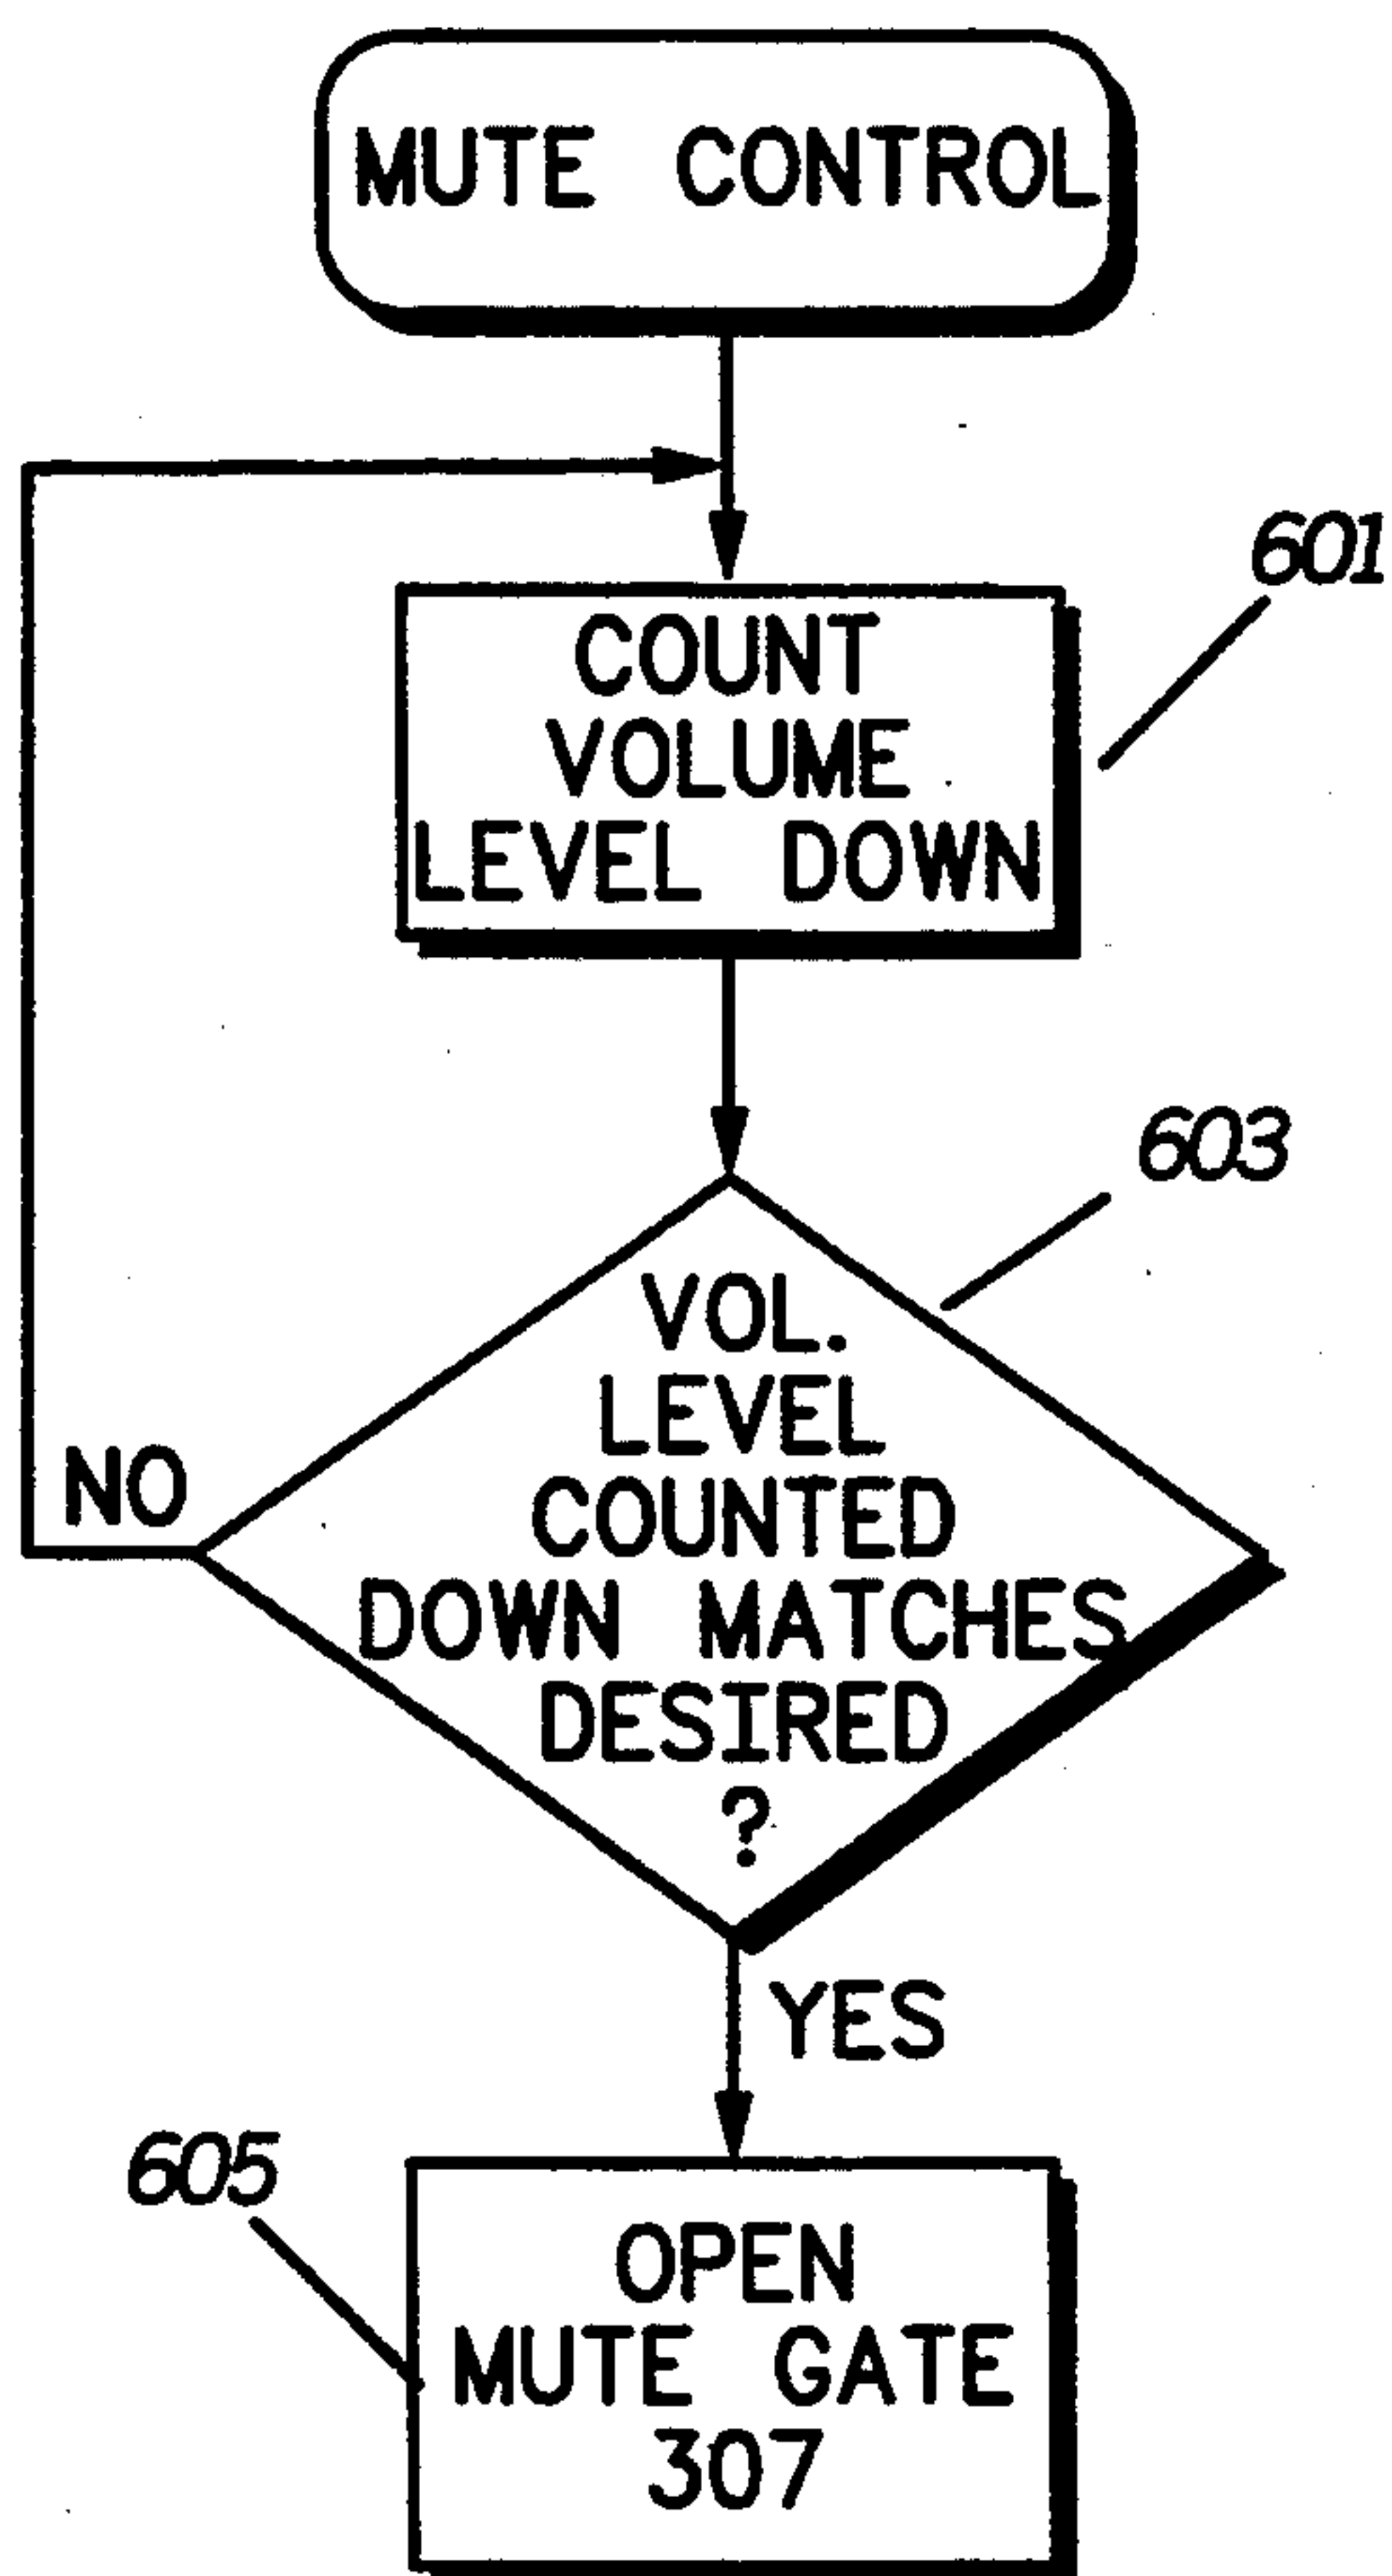 MUTE CONTROL
601
COUNT
VOLUME
LEVEL DOWN
603
VOL.
LEVEL
COUNTED
DOWN MATCHES
DESIRED
?
NO
YES
605
OPEN
MUTE GATE
307